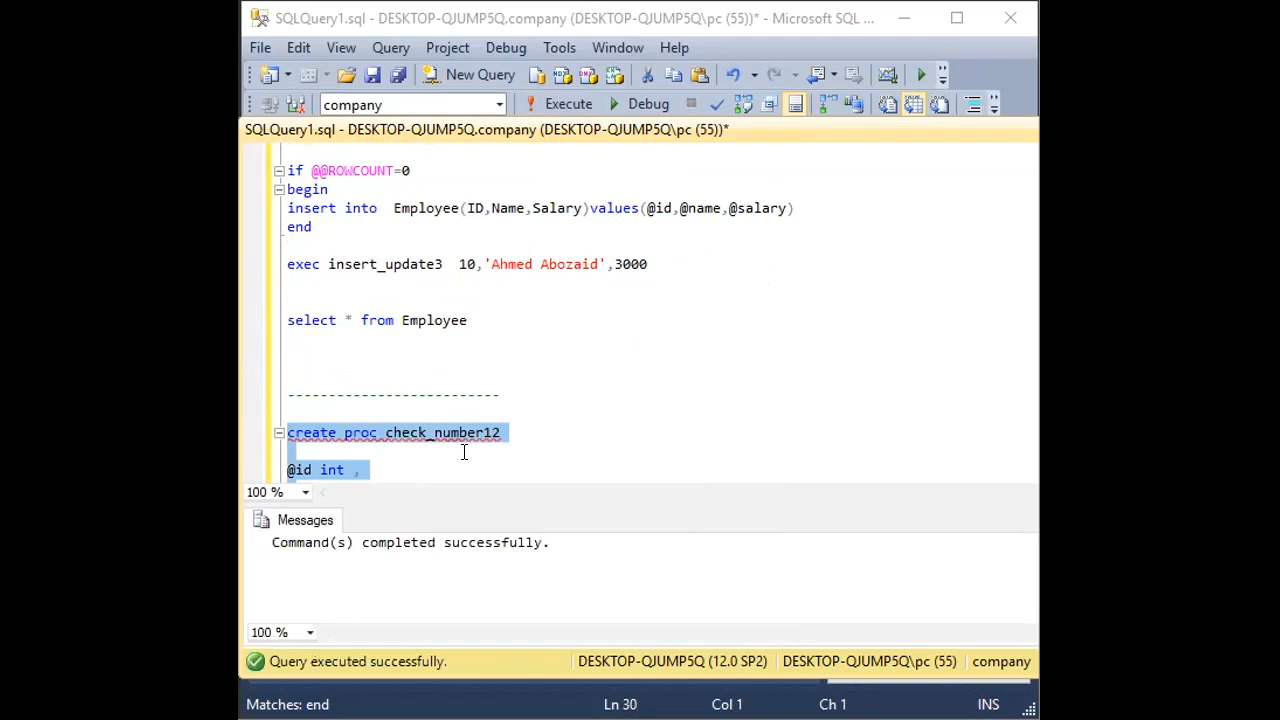 SQLQuery1.sql - DESKTOP-QJUMP5Q.company (DESKTOP-QJUMP5Q\pc (55))* - Microsoft SQL ...
File Edit View Query Project Debug Tools Window Help
New Query
company Execute Debug
SQLQuery1.sql - DESKTOP-QJUMP5Q.company (DESKTOP-QJUMP5Q\pc (55))*
if @@ROWCOUNT=0
begin
insert into Employee(ID,Name,Salary)values(@id,@name,@salary)
end
exec insert_update3 10,'Ahmed Abozaid',3000
select * from Employee
--------------------------
create proc check_number12
@id int ,
100 %
Messages
Command(s) completed successfully.
100 %
Query executed successfully. DESKTOP-QJUMP5Q (12.0 SP2) DESKTOP-QJUMP5Q\pc (55) company
Matches: end Ln 30 Col 1 Ch 1 INS